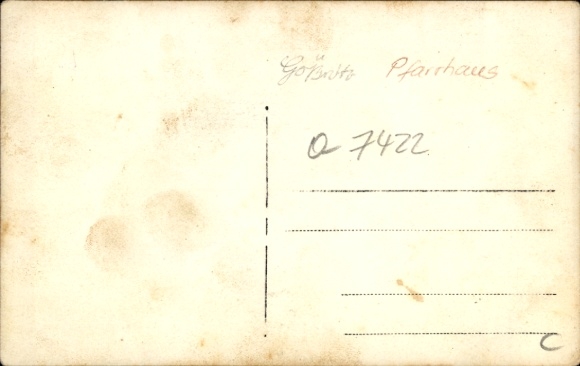 Gößnitz Pfarrhaus
a 7422
C